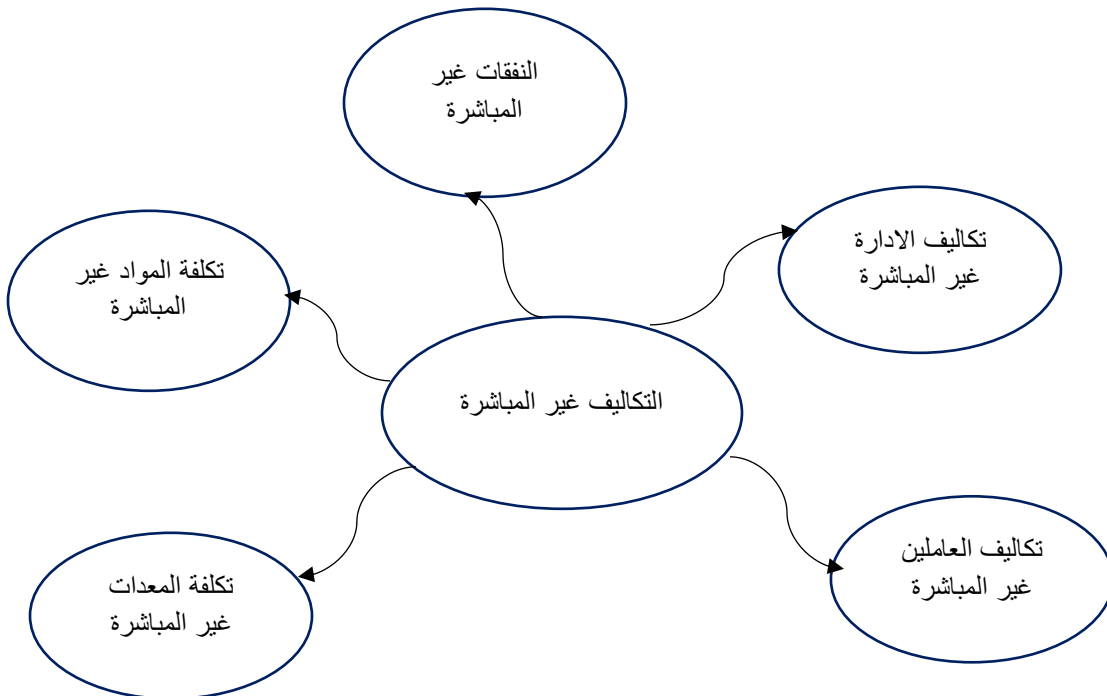 النفقات غير
المباشرة
تكاليف الادارة
غير المباشرة
تكلفة المواد غير
المباشرة
التكاليف غير المباشرة
تكاليف العاملين
غير المباشرة
تكلفة المعدات
غير المباشرة